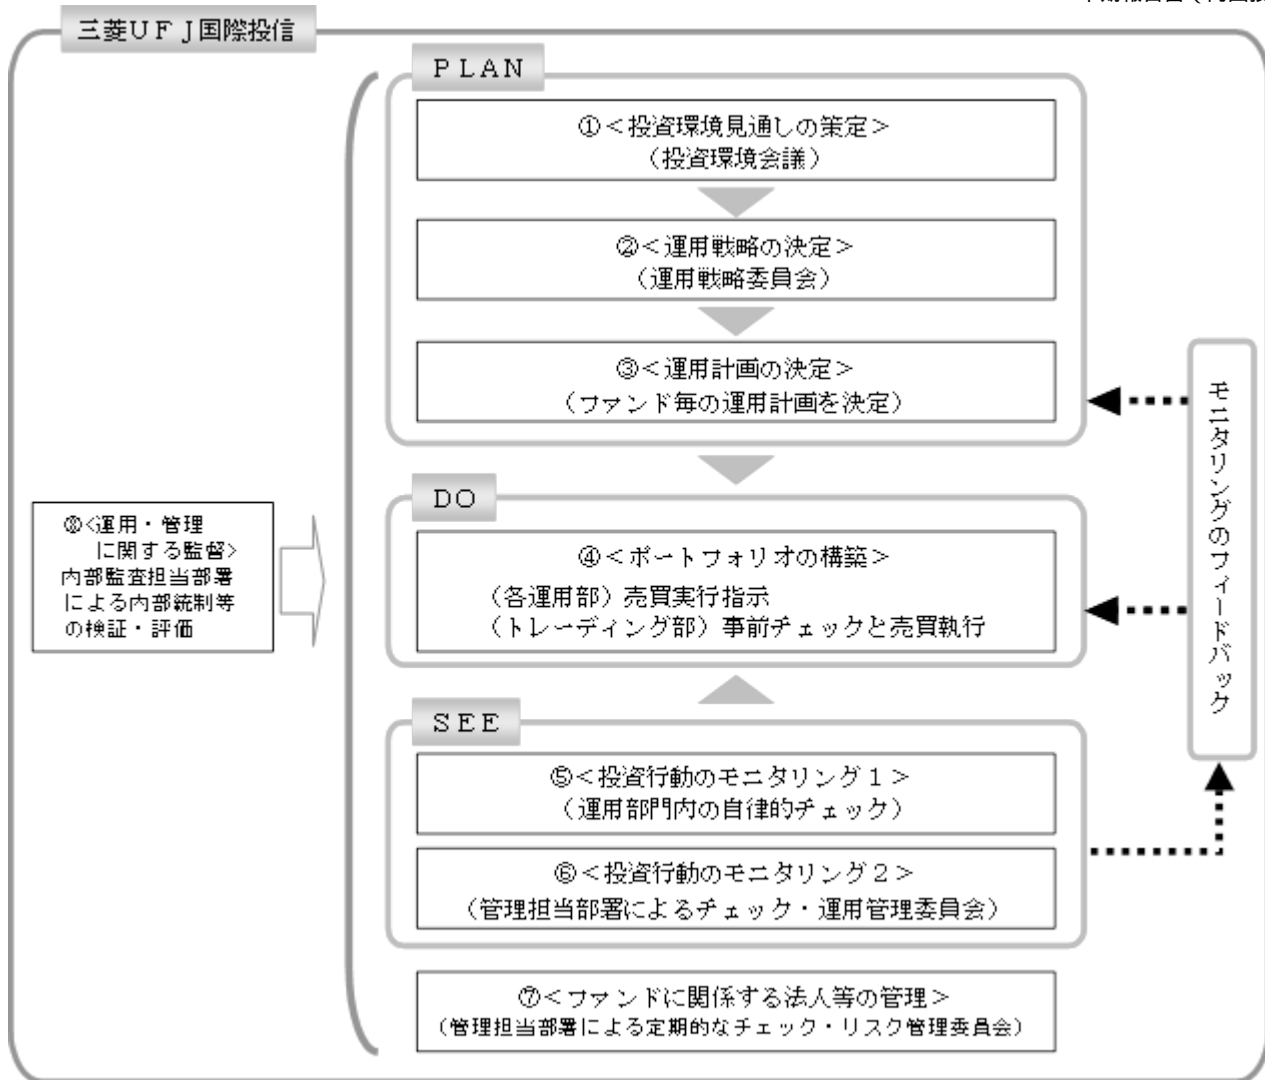 三菱UFJ国際投信
PLAN
①<投資環境見通しの策定>
(投資環境会議)
②<運用戦略の決定>
(運用戦略委員会)
③<運用計画の決定>
(ファンド毎の運用計画を決定)
DO
④<ポートフォリオの構築>
(各運用部)売買実行指示
(トレーディング部)事前チェックと売買執行
SEE
⑤<投資行動のモニタリング1>
(運用部門内の自律的チェック)
⑥<投資行動のモニタリング2>
(管理担当部署によるチェック・運用管理委員会)
⑦<ファンドに関係する法人等の管理>
(管理担当部署による定期的なチェック・リスク管理委員会)
⑧<運用・管理
に関する監督>
内部監査担当部署
による内部統制等
の検証・評価
モニタリングのフィードバック